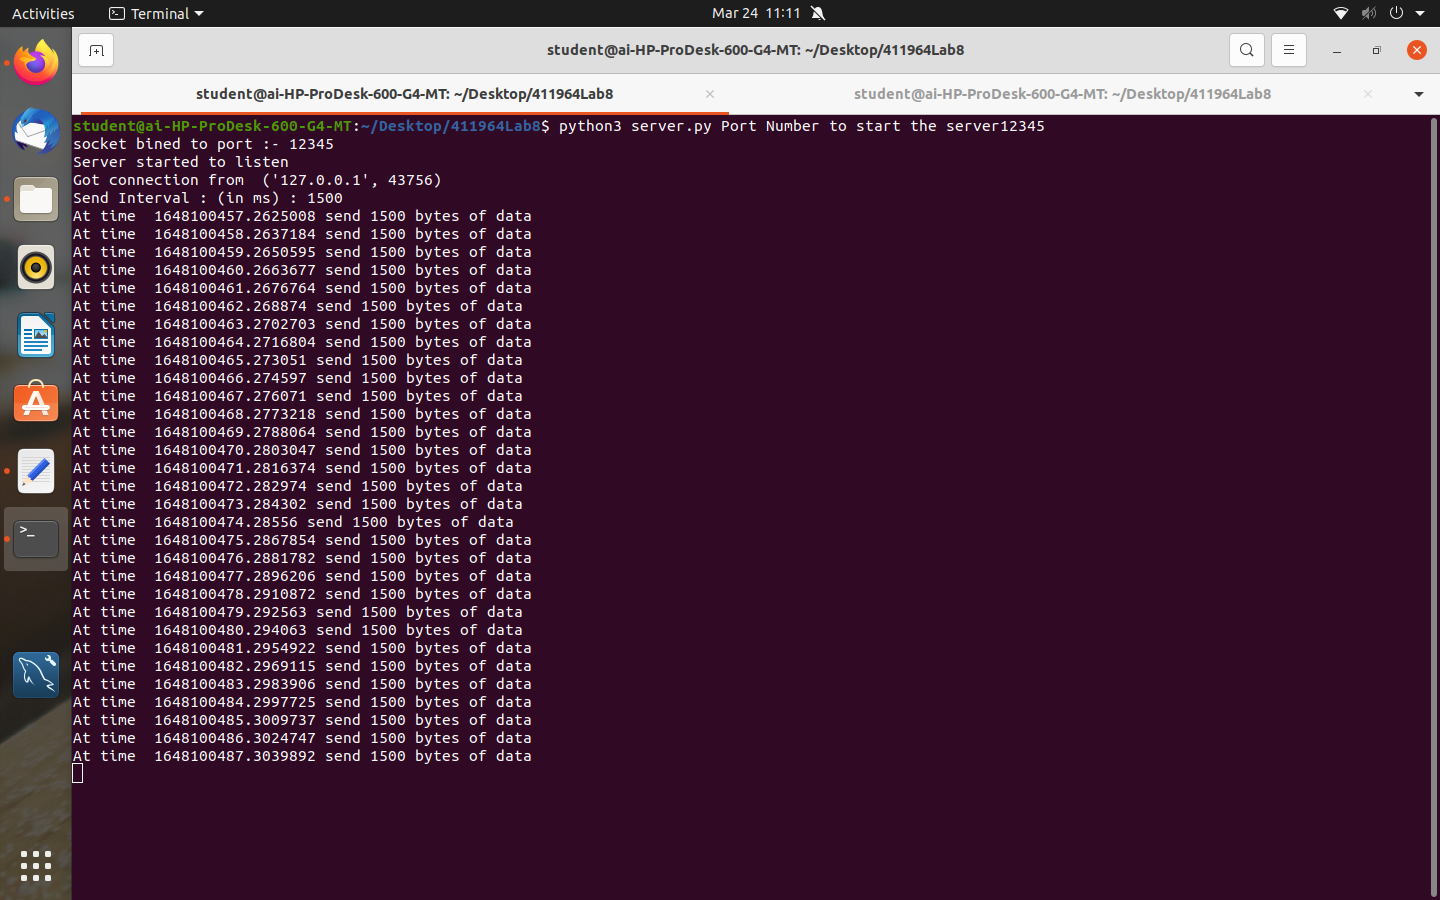 Activities
Terminal
Mar 24 11:11
student@ai-HP-ProDesk-600-G4-MT: ~/Desktop/411964Lab8
student@ai-HP-ProDesk-600-G4-MT: ~/Desktop/411964Lab8
student@ai-HP-ProDesk-600-G4-MT: ~/Desktop/411964Lab8
student@ai-HP-ProDesk-600-G4-MT:~/Desktop/411964Lab8$ python3 server.py Port Number to start the server12345
socket bined to port :- 12345
Server started to listen
Got connection from  ('127.0.0.1', 43756)
Send Interval : (in ms) : 1500
At time  1648100457.2625008 send 1500 bytes of data
At time  1648100458.2637184 send 1500 bytes of data
At time  1648100459.2650595 send 1500 bytes of data
At time  1648100460.2663677 send 1500 bytes of data
At time  1648100461.2676764 send 1500 bytes of data
At time  1648100462.268874 send 1500 bytes of data
At time  1648100463.2702703 send 1500 bytes of data
At time  1648100464.2716804 send 1500 bytes of data
At time  1648100465.273051 send 1500 bytes of data
At time  1648100466.274597 send 1500 bytes of data
At time  1648100467.276071 send 1500 bytes of data
At time  1648100468.2773218 send 1500 bytes of data
At time  1648100469.2788064 send 1500 bytes of data
At time  1648100470.2803047 send 1500 bytes of data
At time  1648100471.2816374 send 1500 bytes of data
At time  1648100472.282974 send 1500 bytes of data
At time  1648100473.284302 send 1500 bytes of data
At time  1648100474.28556 send 1500 bytes of data
At time  1648100475.2867854 send 1500 bytes of data
At time  1648100476.2881782 send 1500 bytes of data
At time  1648100477.2896206 send 1500 bytes of data
At time  1648100478.2910872 send 1500 bytes of data
At time  1648100479.292563 send 1500 bytes of data
At time  1648100480.294063 send 1500 bytes of data
At time  1648100481.2954922 send 1500 bytes of data
At time  1648100482.2969115 send 1500 bytes of data
At time  1648100483.2983906 send 1500 bytes of data
At time  1648100484.2997725 send 1500 bytes of data
At time  1648100485.3009737 send 1500 bytes of data
At time  1648100486.3024747 send 1500 bytes of data
At time  1648100487.3039892 send 1500 bytes of data